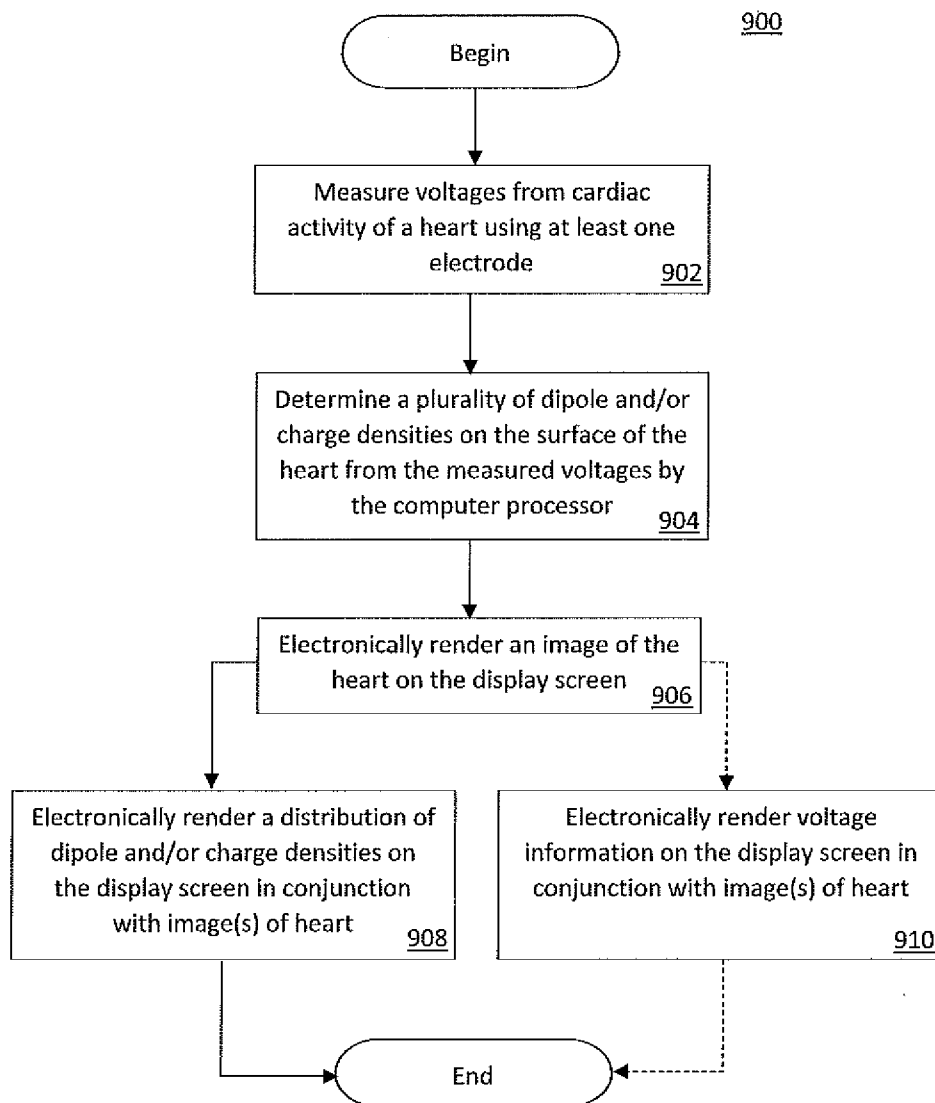 900
Begin
Measure voltages from cardiac
activity of a heart using at least one
electrode
902
Determine a plurality of dipole and/or
charge densities on the surface of the
heart from the measured voltages by
the computer processor
904
Electronically render an image of the
heart on the display screen
906
Electronically render a distribution of
dipole and/or charge densities on
the display screen in conjunction
with image(s) of heart
908
Electronically render voltage
information on the display screen in
conjunction with image(s) of heart
910
End